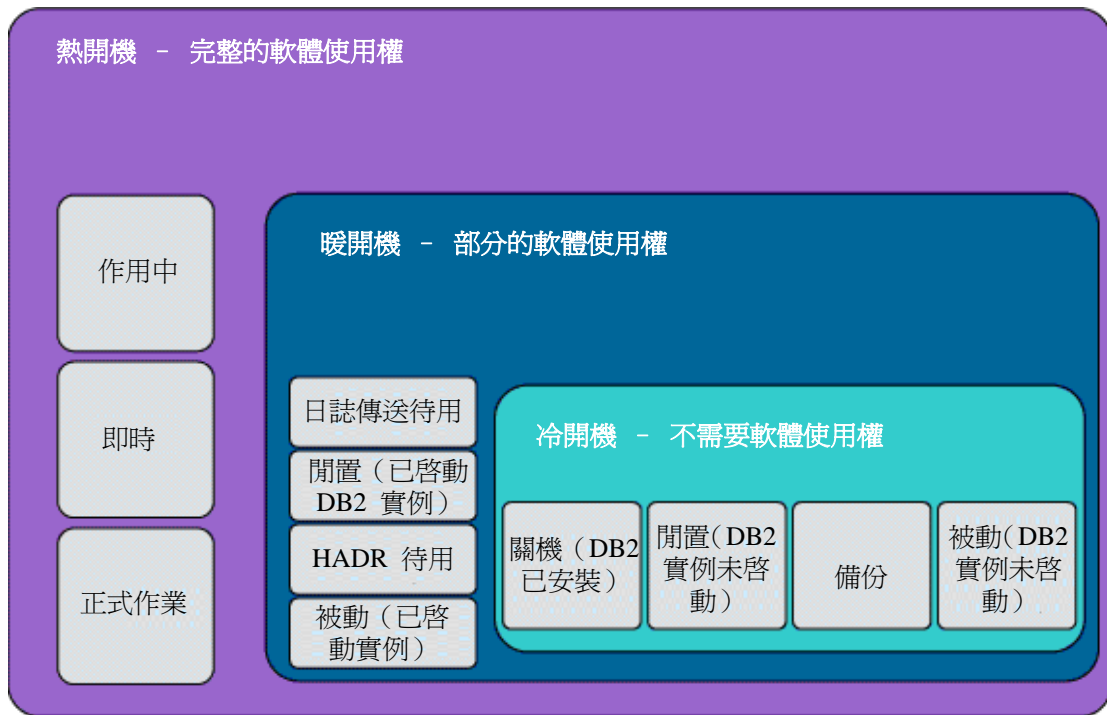 熱開機 – 完整的軟體使用權
作用中
即時
正式作業
暖開機 – 部分的軟體使用權
日誌傳送待用
閒置（已啓動
DB2 實例）
HADR 待用
被動（已啓
動實例）
冷開機 – 不需要軟體使用權
關機（DB2
已安裝）
閒置（DB2
實例未啓
動）
備份
被動（DB2
實例未啓
動）